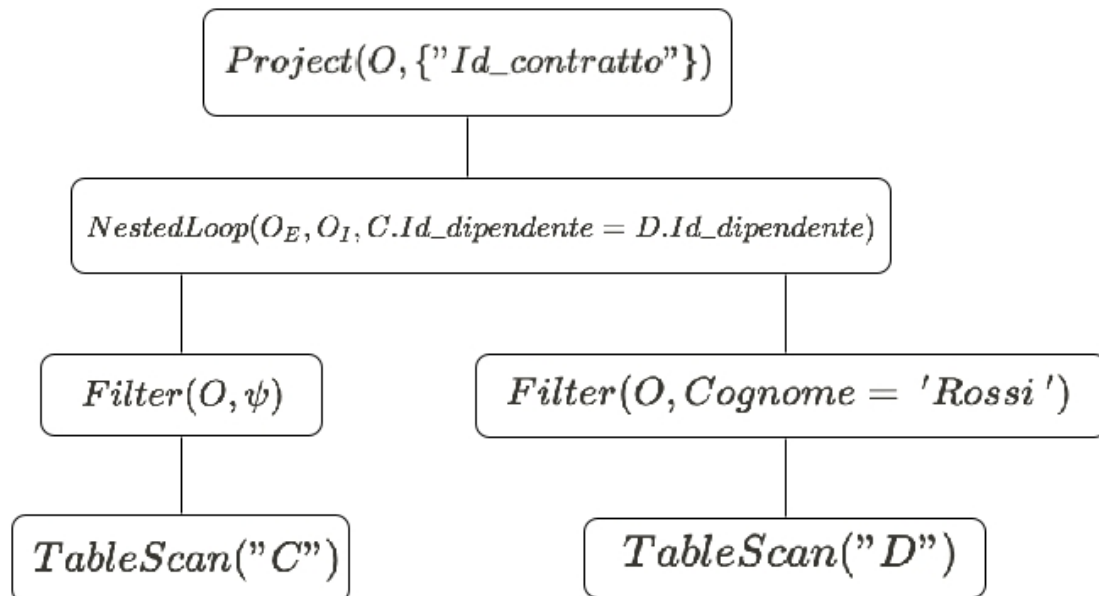 Project(O, {"Id_contratto"})
NestedLoop(O_E, O_I, C.Id_dipendente = D.Id_dipendente)
Filter(O, ψ)
Filter(O, Cognome = 'Rossi ')
TableScan("C")
TableScan("D")